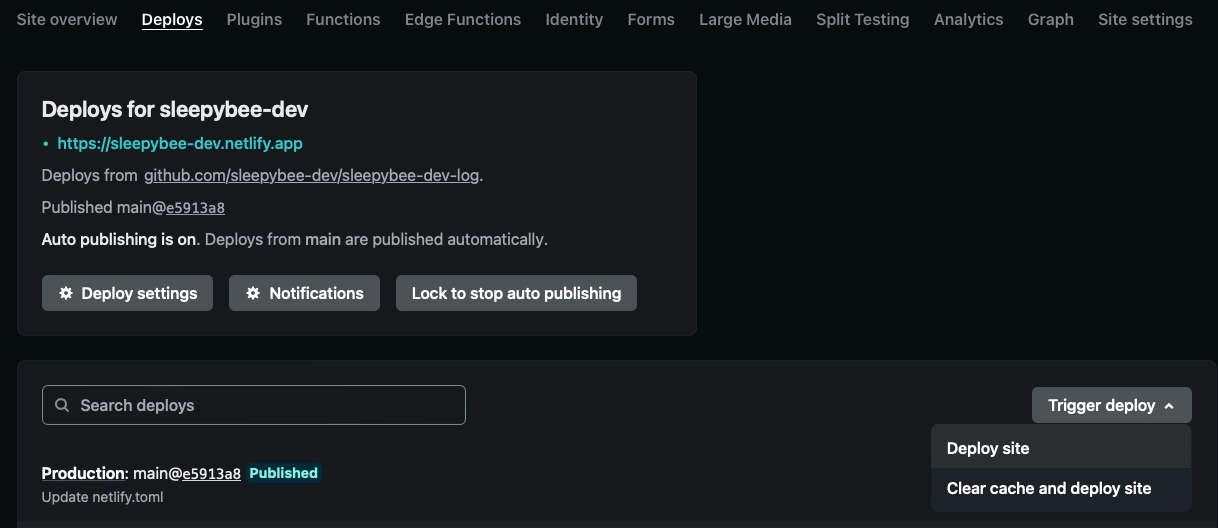 Site overview Deploys Plugins Functions Edge Functions Identity Forms Large Media Split Testing Analytics Graph Site settings
Deploys for sleepybee-dev
• https://sleepybee-dev.netlify.app
Deploys from github.com/sleepybee-dev/sleepybee-dev-log.
Published main@e5913a8
Auto publishing is on. Deploys from main are published automatically.
Deploy settings Notifications Lock to stop auto publishing
Search deploys
Trigger deploy
Deploy site
Clear cache and deploy site
Production: main@e5913a8 Published
Update netlify.toml